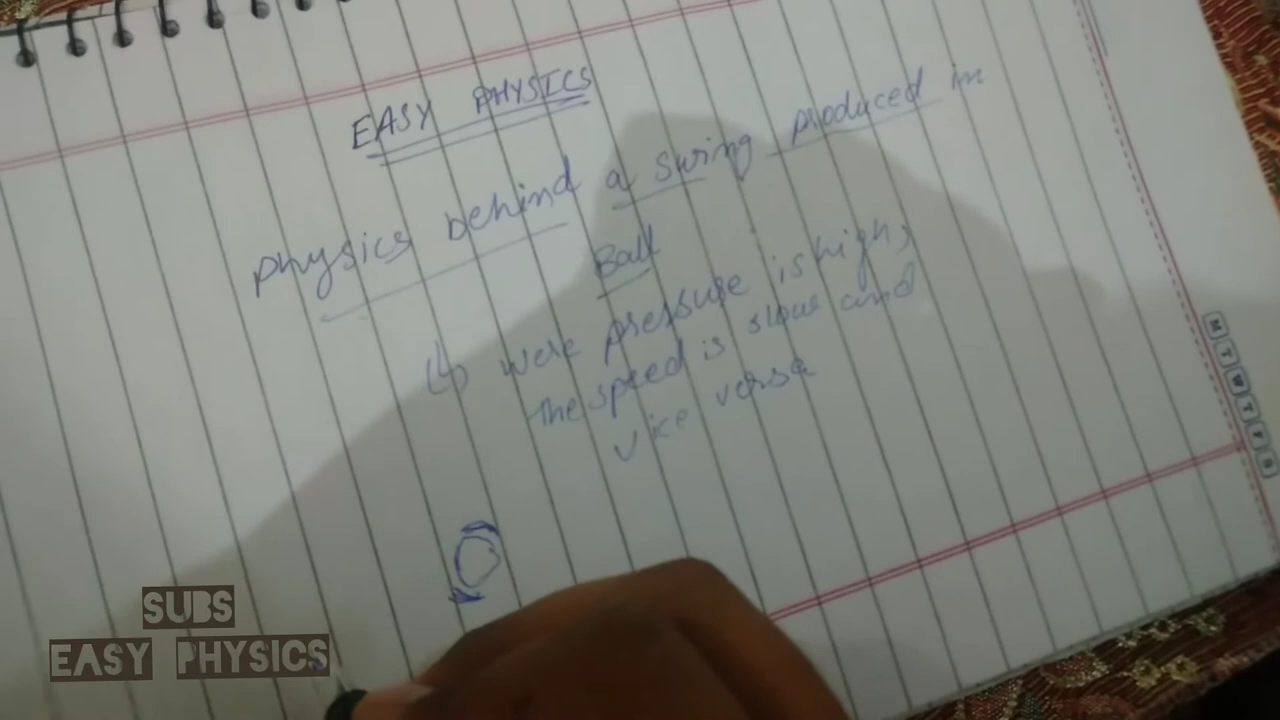 EASY PHYSICS
Physics behind a swing produced in
Ball
(L) were pressure is high,
the speed is slow and
vice versa
M T W T F S
SUBS
EASY PHYSICS